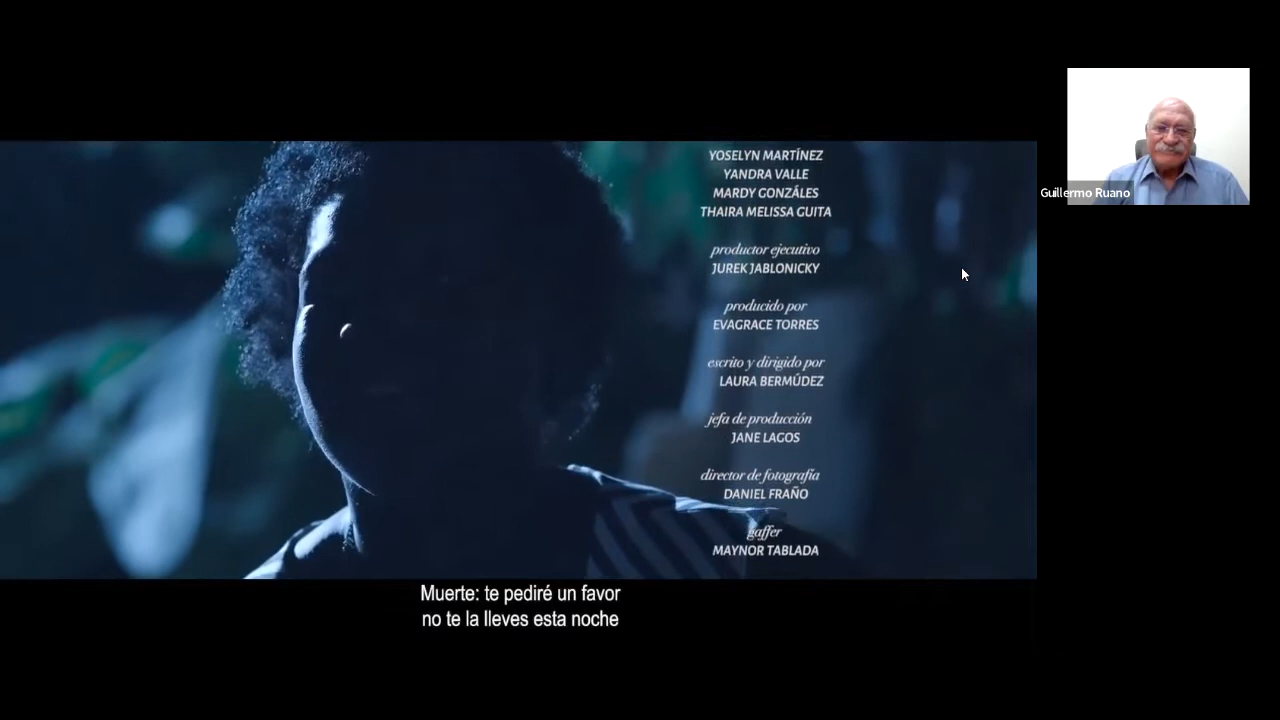 YOSELYN MARTÍNEZ
YANDRA VALLE
MARDY GONZÁLES
THAIRA MELISSA GUITA
productor ejecutivo
JUREK JABLONICKY
producido por
EVAGRACE TORRES
escrito y dirigido por
LAURA BERMÚDEZ
jefa de producción
JANE LAGOS
director de fotografía
DANIEL FRAÑO
gaffer
MAYNOR TABLADA
Muerte: te pediré un favor
no te la lleves esta noche
Guillermo Ruano